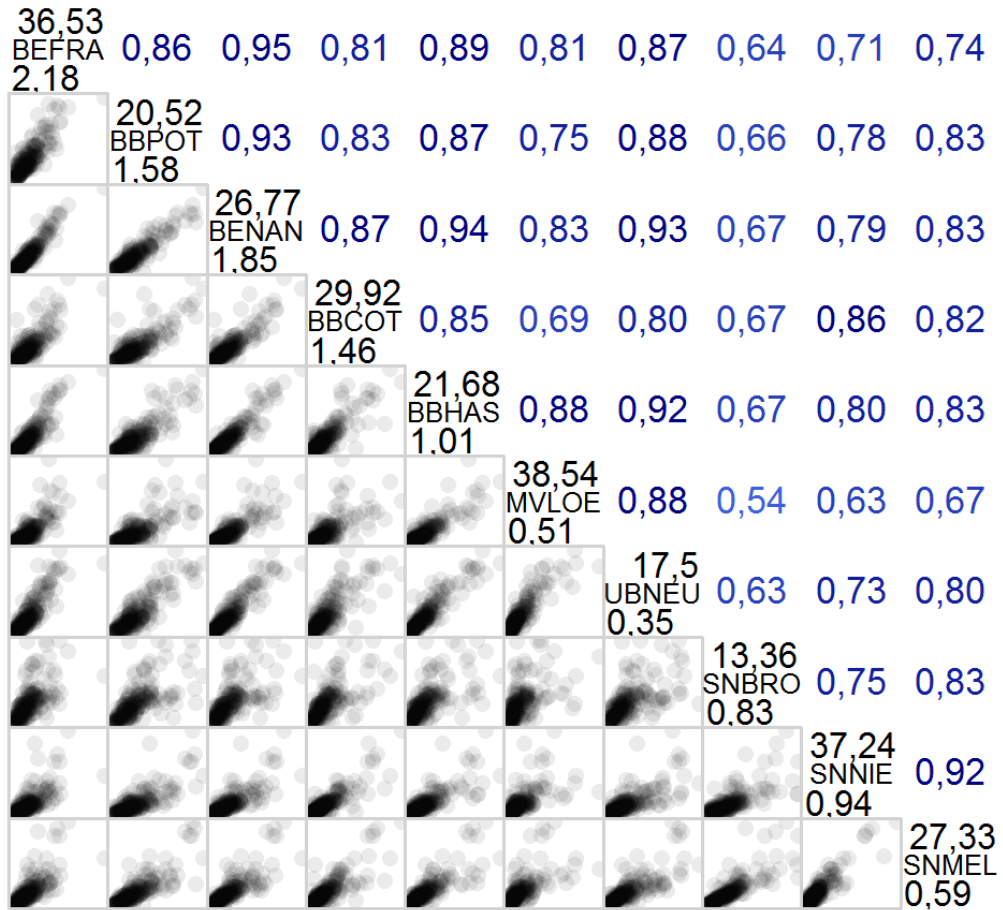 36,53
BEFRA 0,86 0,95 0,81 0,89 0,81 0,87 0,64 0,71 0,74
2,18
20,52
BBPOT 0,93 0,83 0,87 0,75 0,88 0,66 0,78 0,83
1,58
26,77
BENAN 0,87 0,94 0,83 0,93 0,67 0,79 0,83
1,85
29,92
BBCOT 0,85 0,69 0,80 0,67 0,86 0,82
1,46
21,68
BBHAS 0,88 0,92 0,67 0,80 0,83
1,01
38,54
MVLOE 0,88 0,54 0,63 0,67
0,51
17,5
UBNEU 0,63 0,73 0,80
0,35
13,36
SNBRO 0,75 0,83
0,83
37,24
SNNIE 0,92
0,94
27,33
SNMEL
0,59